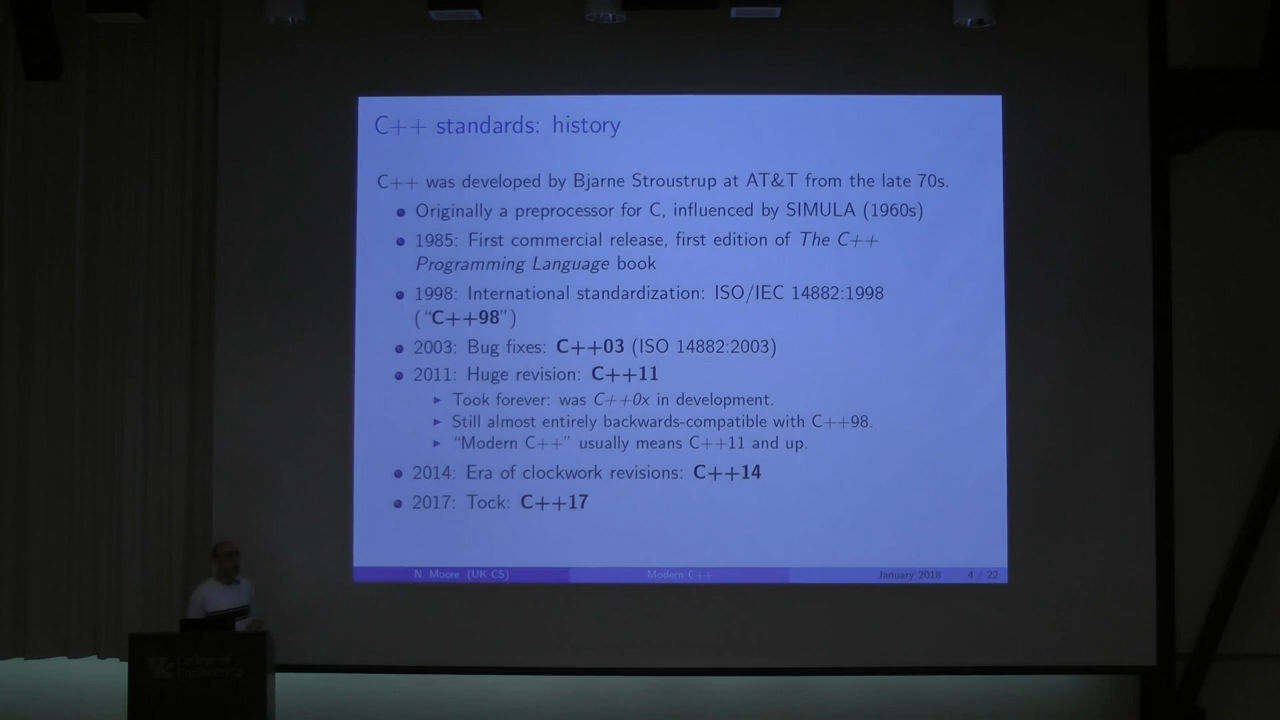 C++ standards: history
C++ was developed by Bjarne Stroustrup at AT&T from the late 70s.
Originally a preprocessor for C, influenced by SIMULA (1960s)
1985: First commercial release, first edition of The C++
Programming Language book
1998: International standardization: ISO/IEC 14882:1998
("C++98")
2003: Bug fixes: C++03 (ISO 14882:2003)
2011: Huge revision: C++11
Took forever: was C++0x in development.
Still almost entirely backwards-compatible with C++98.
"Modern C++" usually means C++11 and up.
2014: Era of clockwork revisions: C++14
2017: Tock: C++17
N. Moore (UK CS) Modern C++ January 2018 4 / 22
College of
Engineering